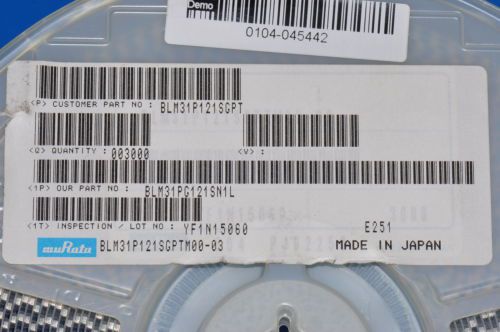 Demo
0104-045442
<P> CUSTOMER PART NO : BLM31P121SGPT
<Q> QUANTITY : 003000 <V> :
<1P> OUR PART NO : BLM31PG121SN1L
<1T> INSPECTION / LOT NO : YF1N15060 E251
muRata BLM31P121SGPTM00-03 MADE IN JAPAN